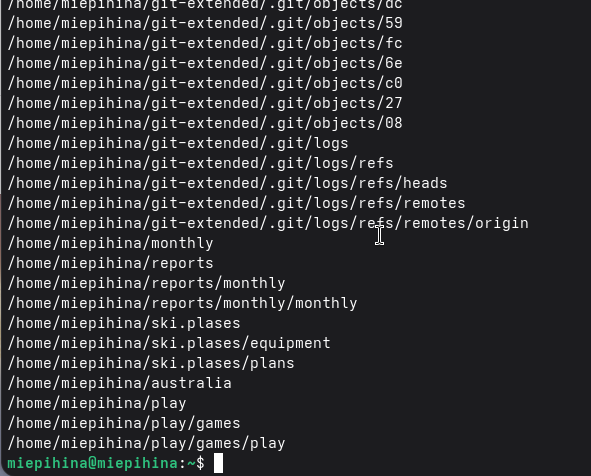 /home/miepihina/git-extended/.git/objects/dc
/home/miepihina/git-extended/.git/objects/59
/home/miepihina/git-extended/.git/objects/fc
/home/miepihina/git-extended/.git/objects/6e
/home/miepihina/git-extended/.git/objects/c0
/home/miepihina/git-extended/.git/objects/27
/home/miepihina/git-extended/.git/objects/08
/home/miepihina/git-extended/.git/logs
/home/miepihina/git-extended/.git/logs/refs
/home/miepihina/git-extended/.git/logs/refs/heads
/home/miepihina/git-extended/.git/logs/refs/remotes
/home/miepihina/git-extended/.git/logs/refs/remotes/origin
/home/miepihina/monthly
/home/miepihina/reports
/home/miepihina/reports/monthly
/home/miepihina/reports/monthly/monthly
/home/miepihina/ski.plases
/home/miepihina/ski.plases/equipment
/home/miepihina/ski.plases/plans
/home/miepihina/australia
/home/miepihina/play
/home/miepihina/play/games
/home/miepihina/play/games/play
miepihina@miepihina:~$